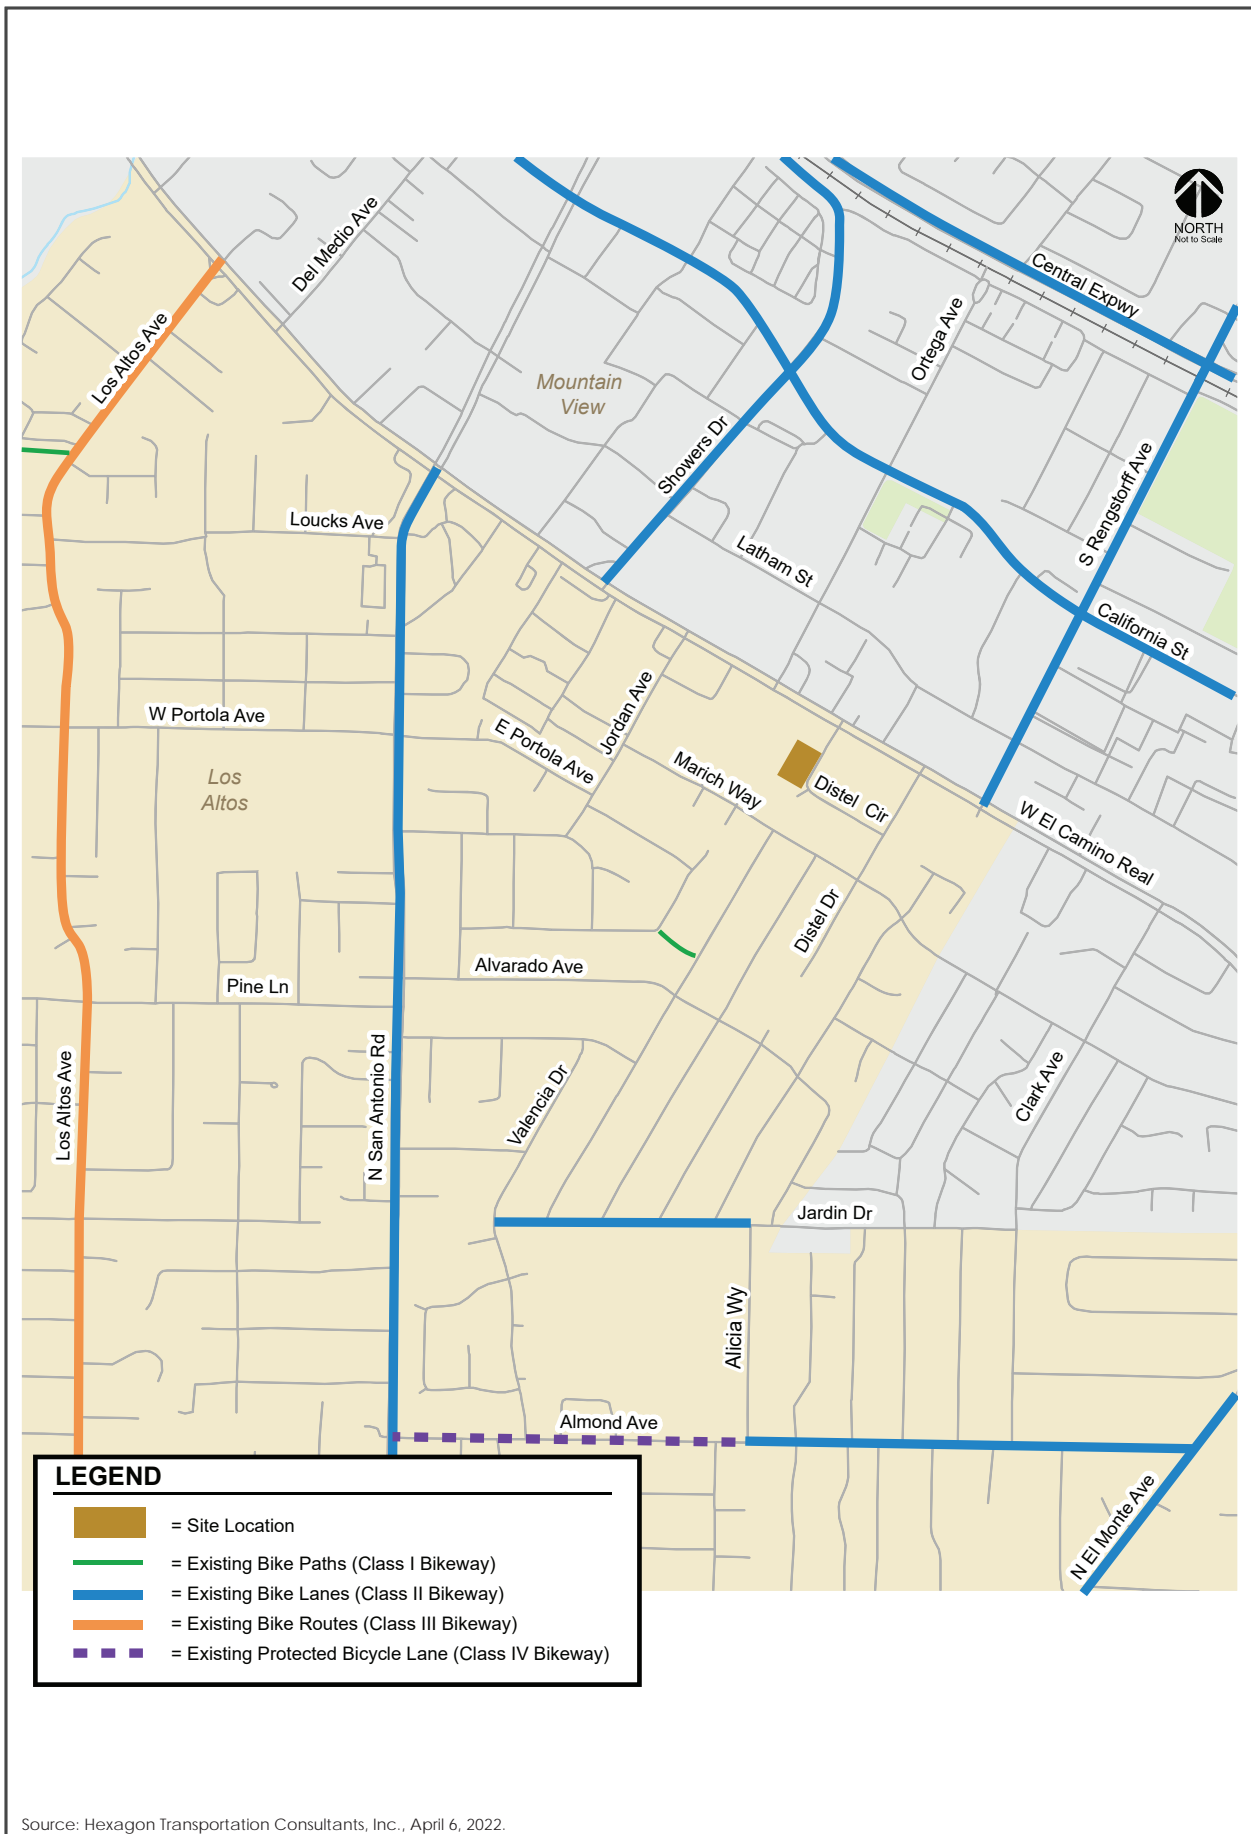 NORTH
Not to Scale
Del Medio Ave
Central Expwy
Ortega Ave
Los Altos Ave
Mountain
View
Showers Dr
S Rengstorff Ave
Loucks Ave
Latham St
California St
W Portola Ave
Jordan Ave
E Portola Ave
Marich Way
Distel Cir
Los
Altos
W El Camino Real
Distel Dr
Alvarado Ave
Pine Ln
N San Antonio Rd
Los Altos Ave
Valencia Dr
Clark Ave
Jardin Dr
Alicia Wy
Almond Ave
N El Monte Ave
LEGEND
= Site Location
= Existing Bike Paths (Class I Bikeway)
= Existing Bike Lanes (Class II Bikeway)
= Existing Bike Routes (Class III Bikeway)
= Existing Protected Bicycle Lane (Class IV Bikeway)
Source: Hexagon Transportation Consultants, Inc., April 6, 2022.